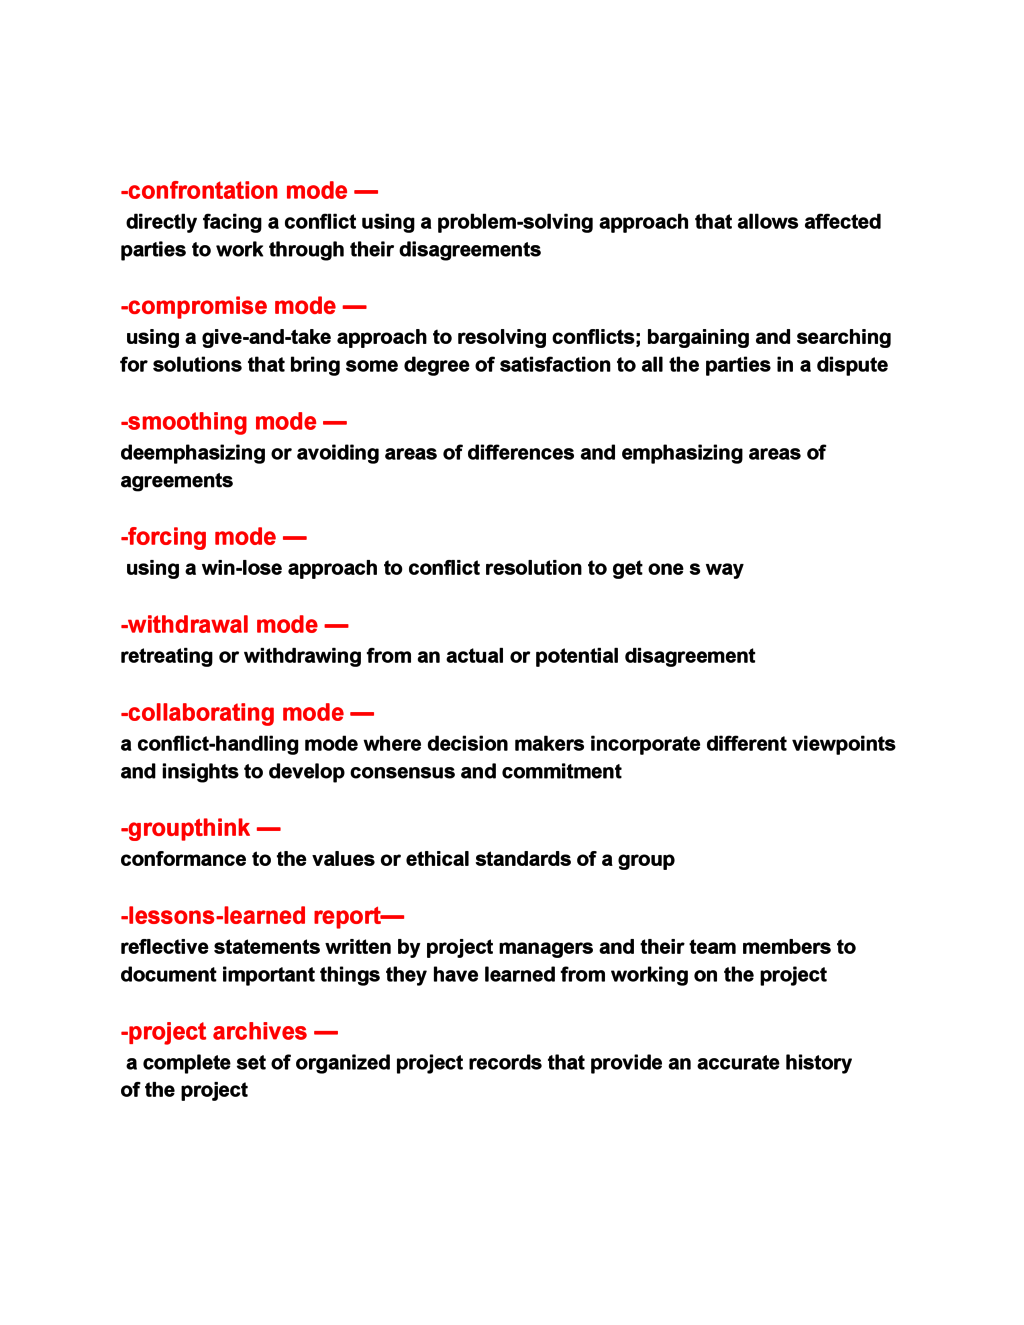 -confrontation mode —
directly facing a conflict using a problem-solving approach that allows affected
parties to work through their disagreements
-compromise mode —
using a give-and-take approach to resolving conflicts; bargaining and searching
for solutions that bring some degree of satisfaction to all the parties in a dispute
-smoothing mode —
deemphasizing or avoiding areas of differences and emphasizing areas of
agreements
-forcing mode —
using a win-lose approach to conflict resolution to get one s way
-withdrawal mode —
retreating or withdrawing from an actual or potential disagreement
-collaborating mode —
a conflict-handling mode where decision makers incorporate different viewpoints
and insights to develop consensus and commitment
-groupthink —
conformance to the values or ethical standards of a group
-lessons-learned report—
reflective statements written by project managers and their team members to
document important things they have learned from working on the project
-project archives —
a complete set of organized project records that provide an accurate history
of the project